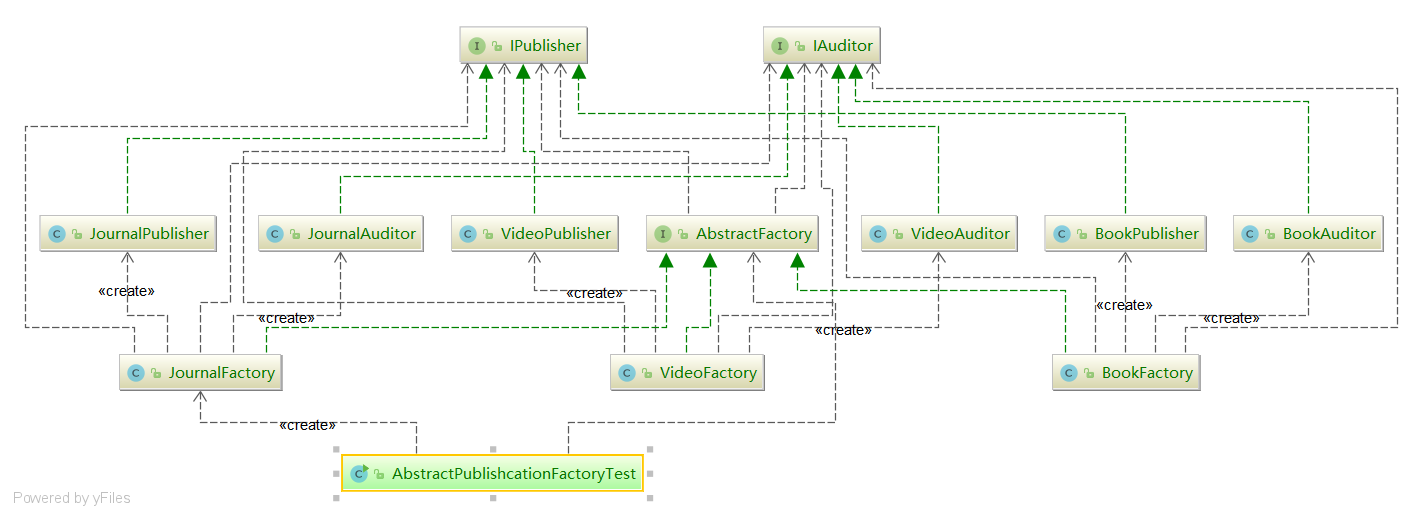 I IPublisher
I IAuditor
C JournalPublisher
C JournalAuditor
C VideoPublisher
I AbstractFactory
C VideoAuditor
C BookPublisher
C BookAuditor
«create»
«create»
«create»
«create»
«create»
«create»
C JournalFactory
C VideoFactory
C BookFactory
«create»
C AbstractPublishcationFactoryTest
Powered by yFiles